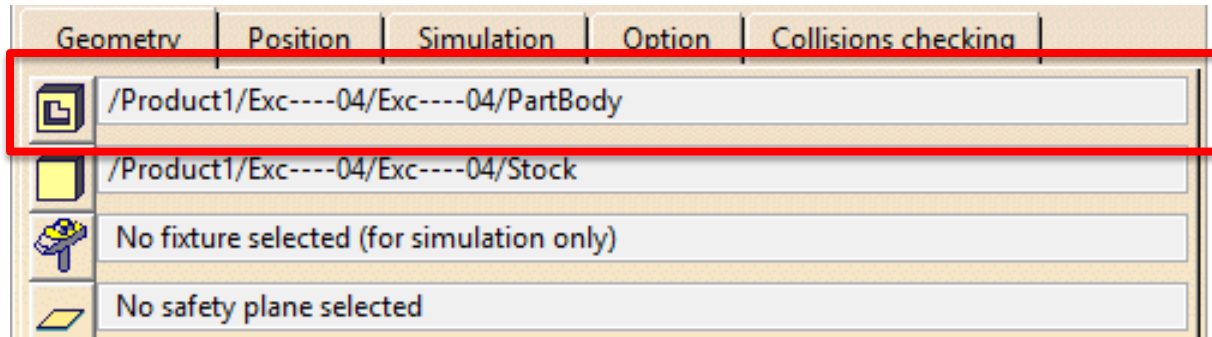 Geometry Position Simulation Option Collisions checking
/Product1/Exc----04/Exc----04/PartBody
/Product1/Exc----04/Exc----04/Stock
No fixture selected (for simulation only)
No safety plane selected